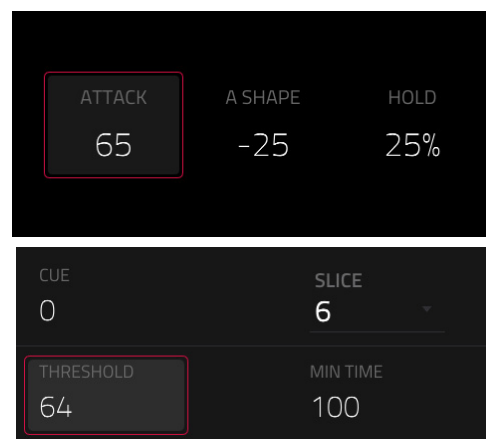 ATTACK A SHAPE HOLD
65 -25 25%
CUE SLICE
0 6
THRESHOLD MIN TIME
64 100